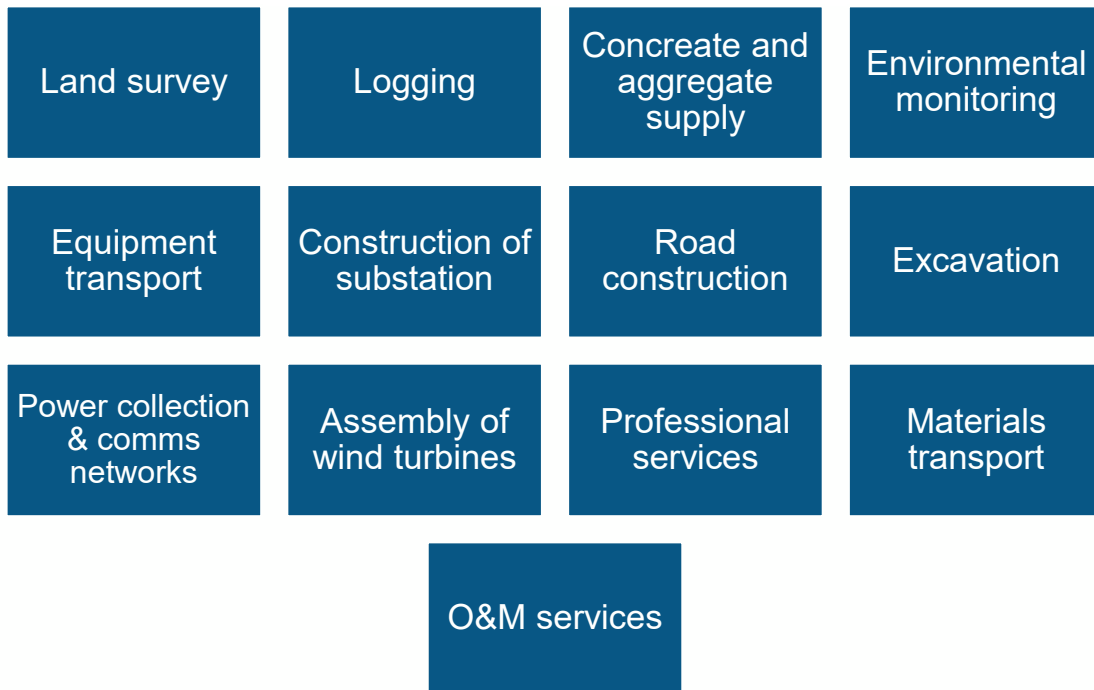 Land survey
Logging
Concreate and
aggregate
supply
Environmental
monitoring
Equipment
transport
Construction of
substation
Road
construction
Excavation
Power collection
& comms
networks
Assembly of
wind turbines
Professional
services
Materials
transport
O&M services